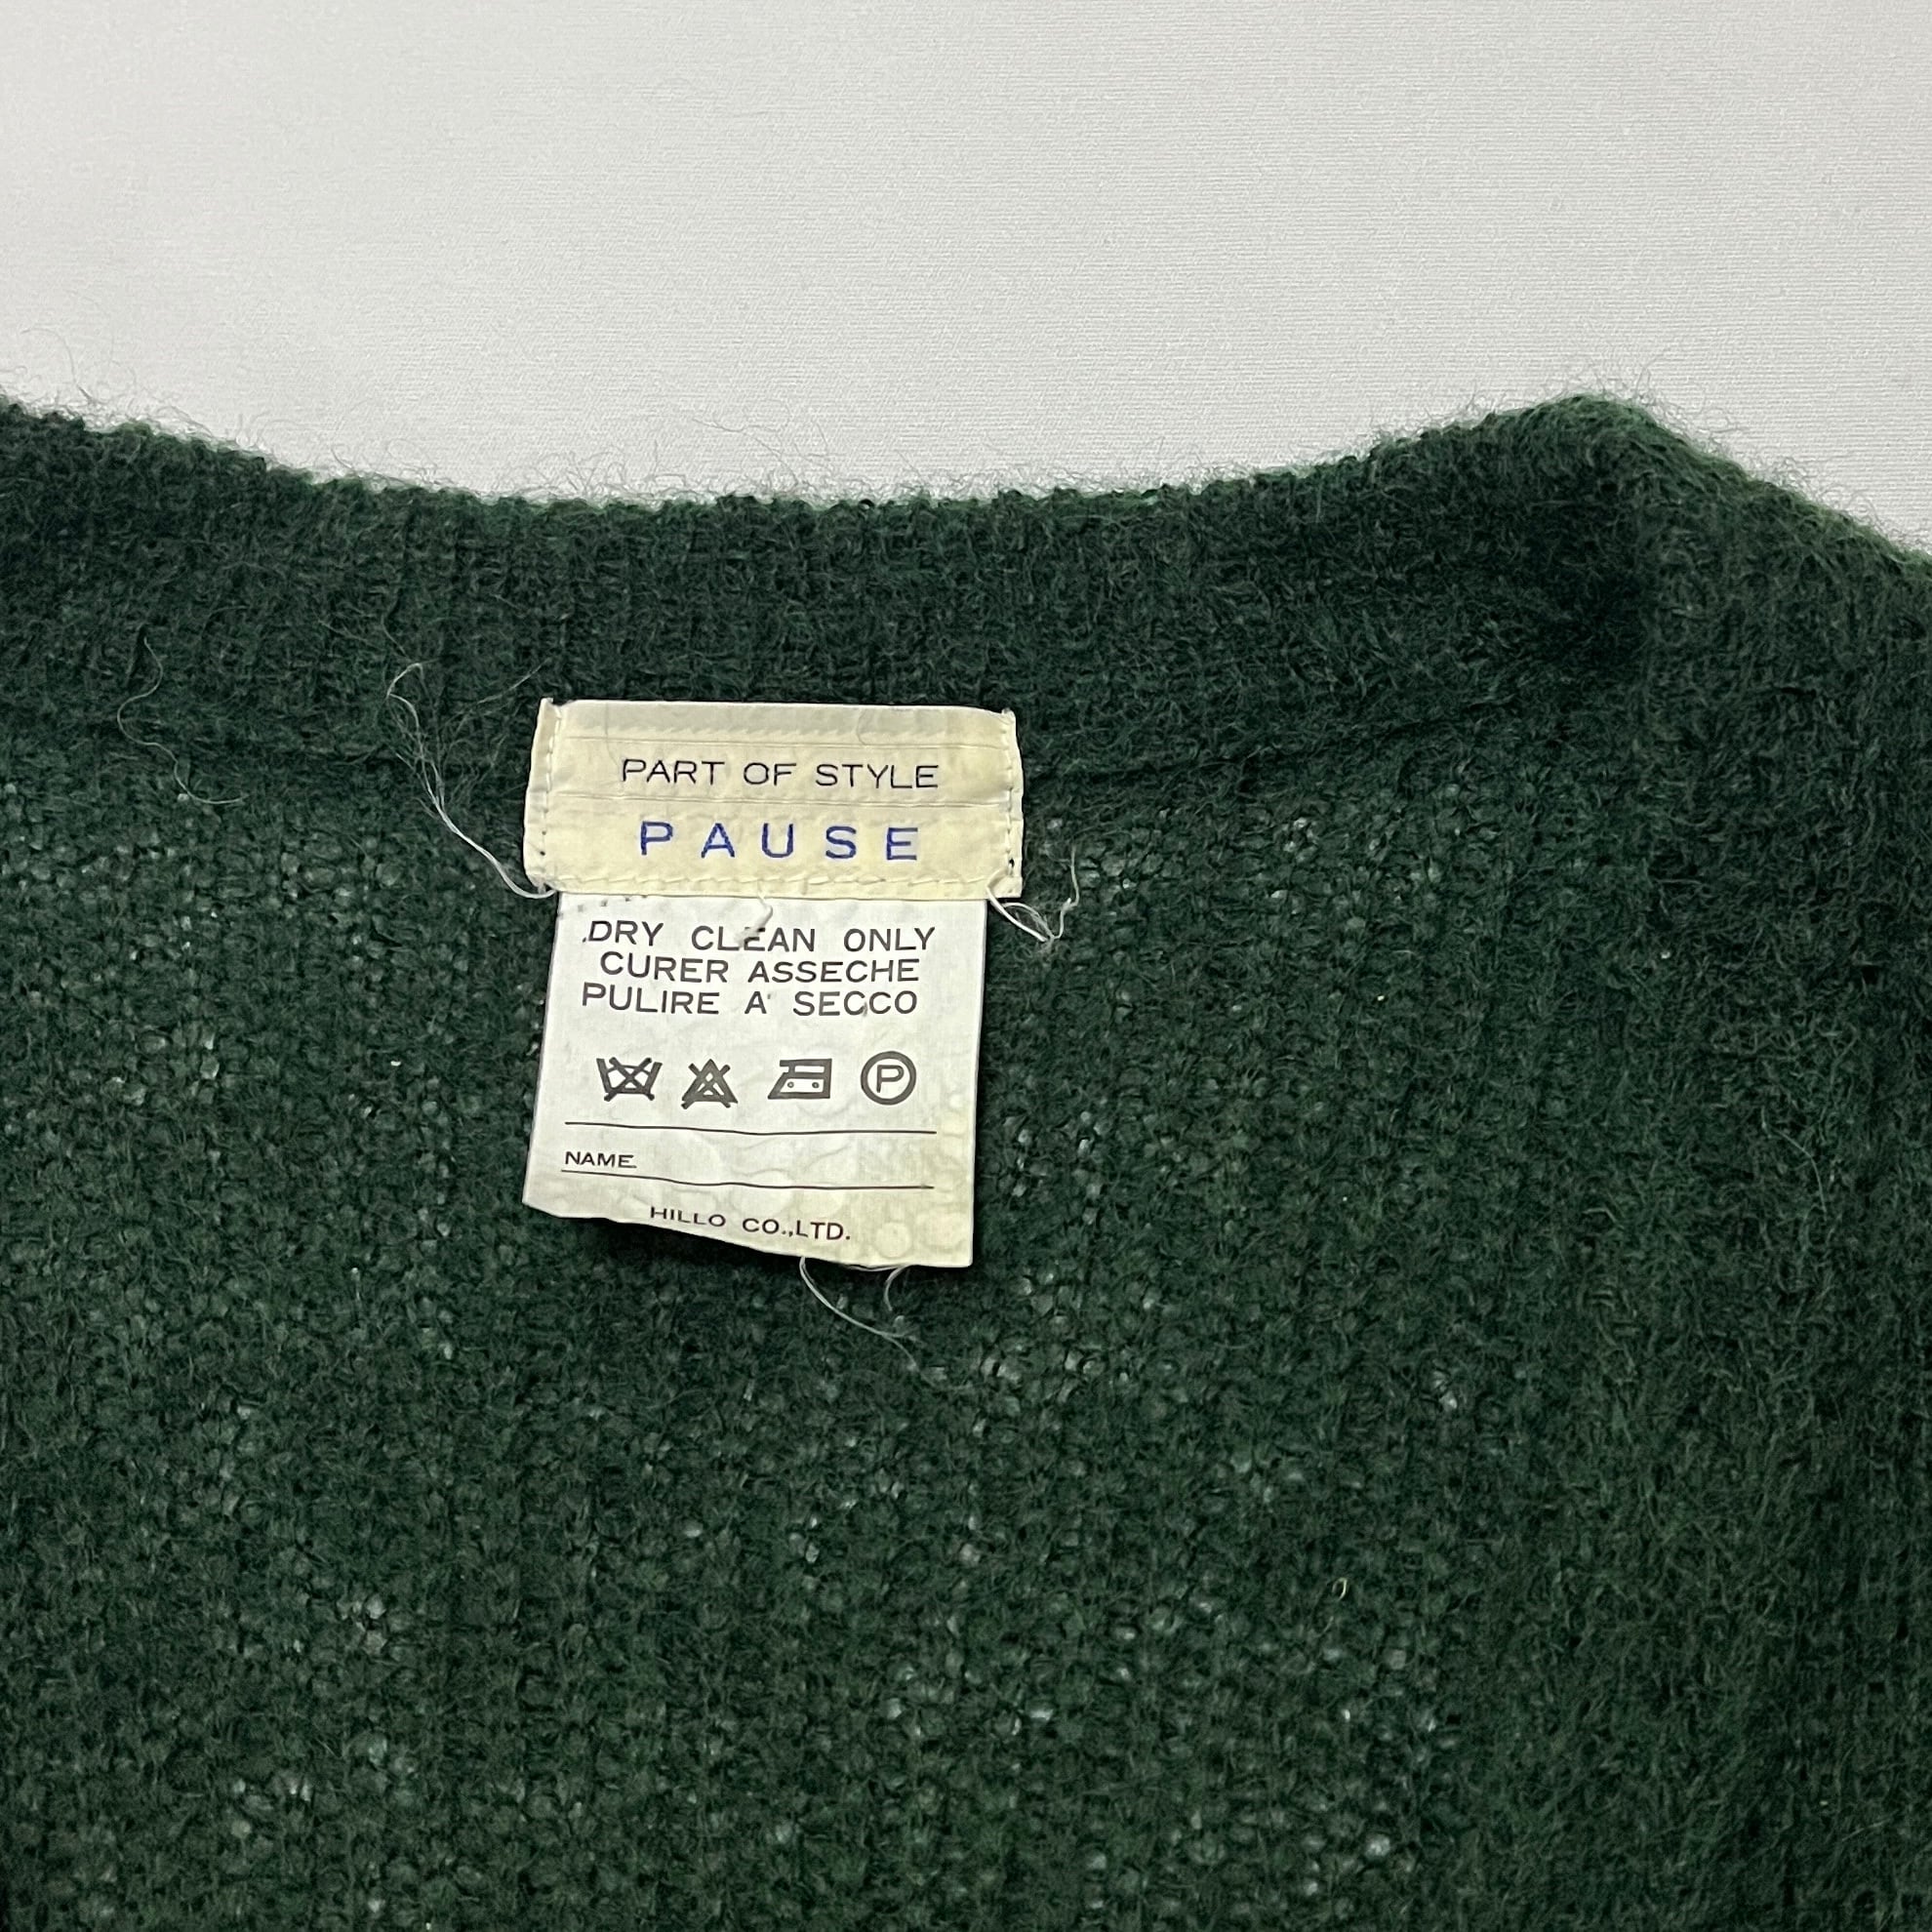 PART OF STYLE
PAUSE
DRY CLEAN ONLY
CURER ASSECHE
PULIRE A' SECCO
P
NAME
HILLO CO.,LTD.